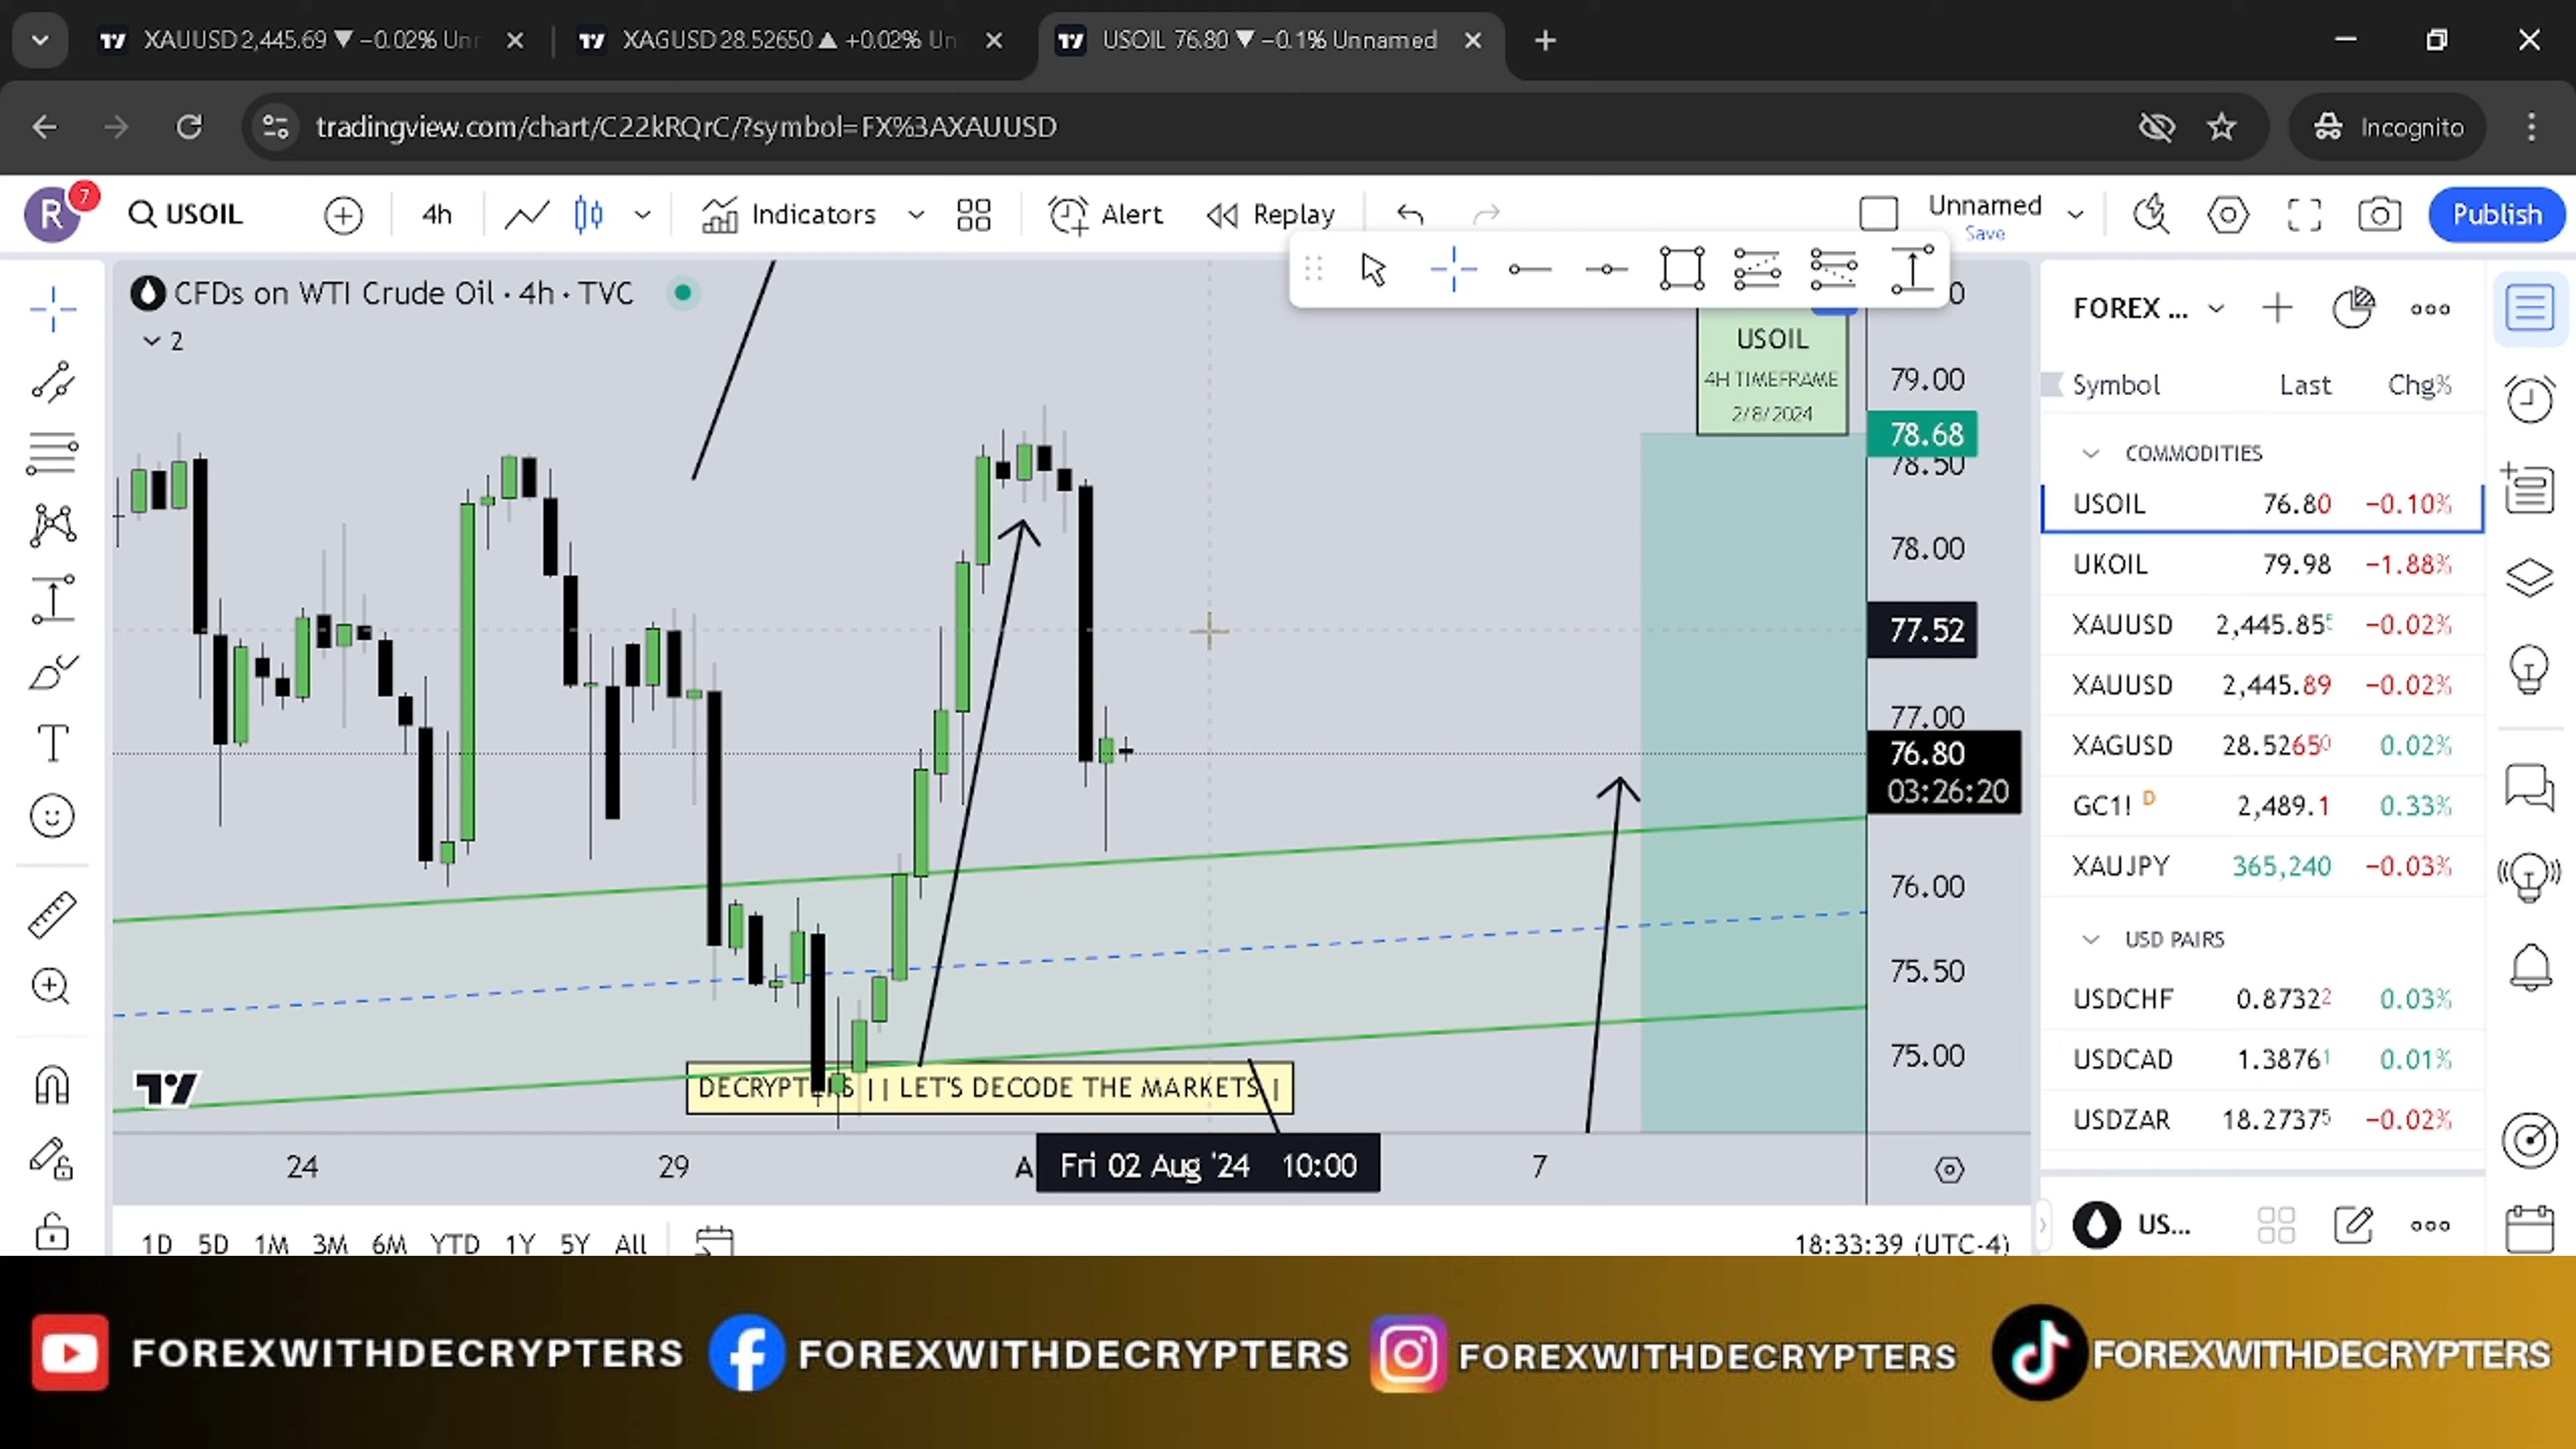 XAUUSD 2,445.69 ▼ −0.02% Unn
XAGUSD 28.52650 ▲ +0.02% Un
USOIL 76.80 ▼ −0.1% Unnamed
tradingview.com/chart/C22kRQrC/?symbol=FX%3AXAUUSD
Incognito
R 7
USOIL
4h
Indicators
Alert
Replay
Unnamed
Save
Publish
CFDs on WTI Crude Oil · 4h · TVC
2
USOIL
4H TIMEFRAME
2/8/2024
79.00
78.68
78.50
78.00
77.52
77.00
76.80
03:26:20
76.00
75.50
75.00
DECRYPTERS || LET'S DECODE THE MARKETS |
24
29
A
Fri 02 Aug '24 10:00
7
1D 5D 1M 3M 6M YTD 1Y 5Y All
18:33:39 (UTC-4)
FOREX ...
Symbol Last Chg%
COMMODITIES
USOIL 76.80 −0.10%
UKOIL 79.98 −1.88%
XAUUSD 2,445.855 −0.02%
XAUUSD 2,445.89 −0.02%
XAGUSD 28.52650 0.02%
GC1! D 2,489.1 0.33%
XAUJPY 365,240 −0.03%
USD PAIRS
USDCHF 0.87322 0.03%
USDCAD 1.38761 0.01%
USDZAR 18.27375 −0.02%
US...
FOREXWITHDECRYPTERS
FOREXWITHDECRYPTERS
FOREXWITHDECRYPTERS
FOREXWITHDECRYPTERS